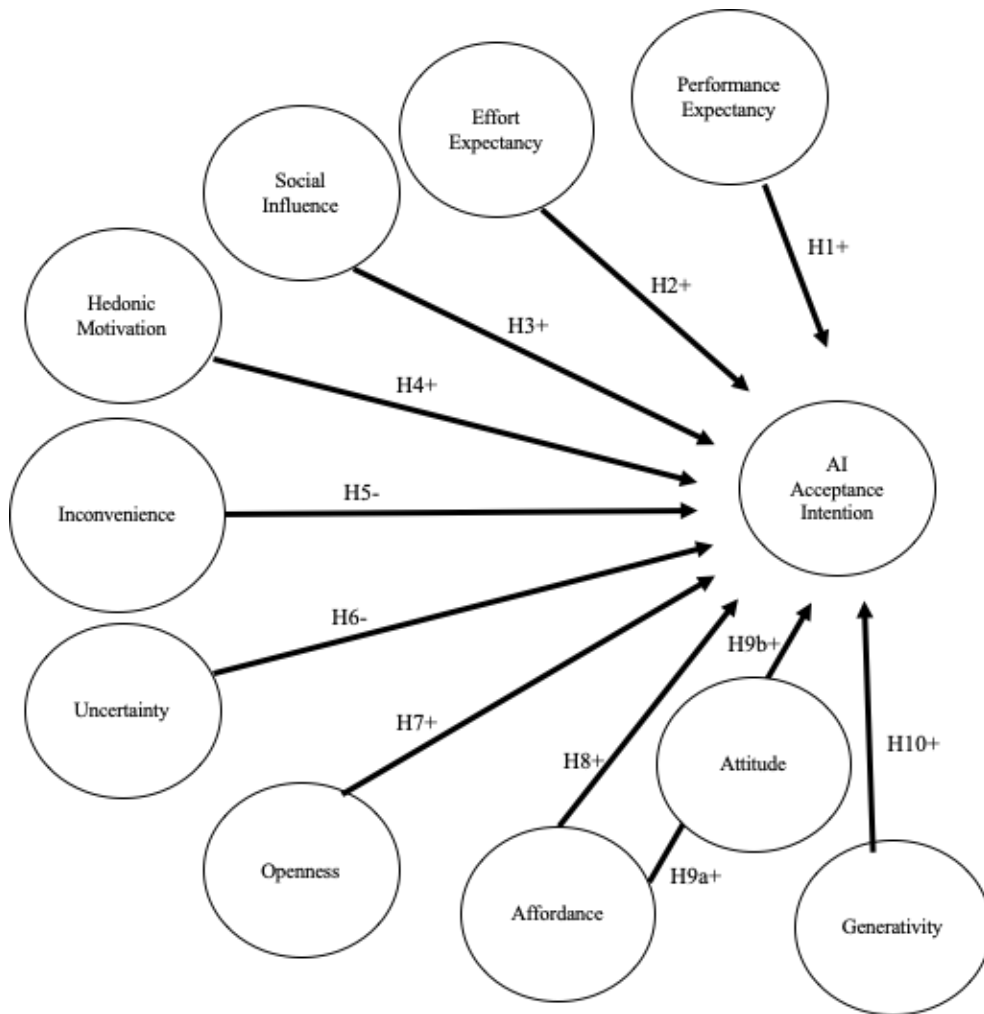 Performance
Expectancy
Effort
Expectancy
Social
Influence
H1+
H2+
Hedonic
Motivation
H3+
H4+
AI
Acceptance
Intention
Inconvenience
H5-
H6-
H9b+
Uncertainty
H7+
H8+
Attitude
H10+
Openness
H9a+
Affordance
Generativity